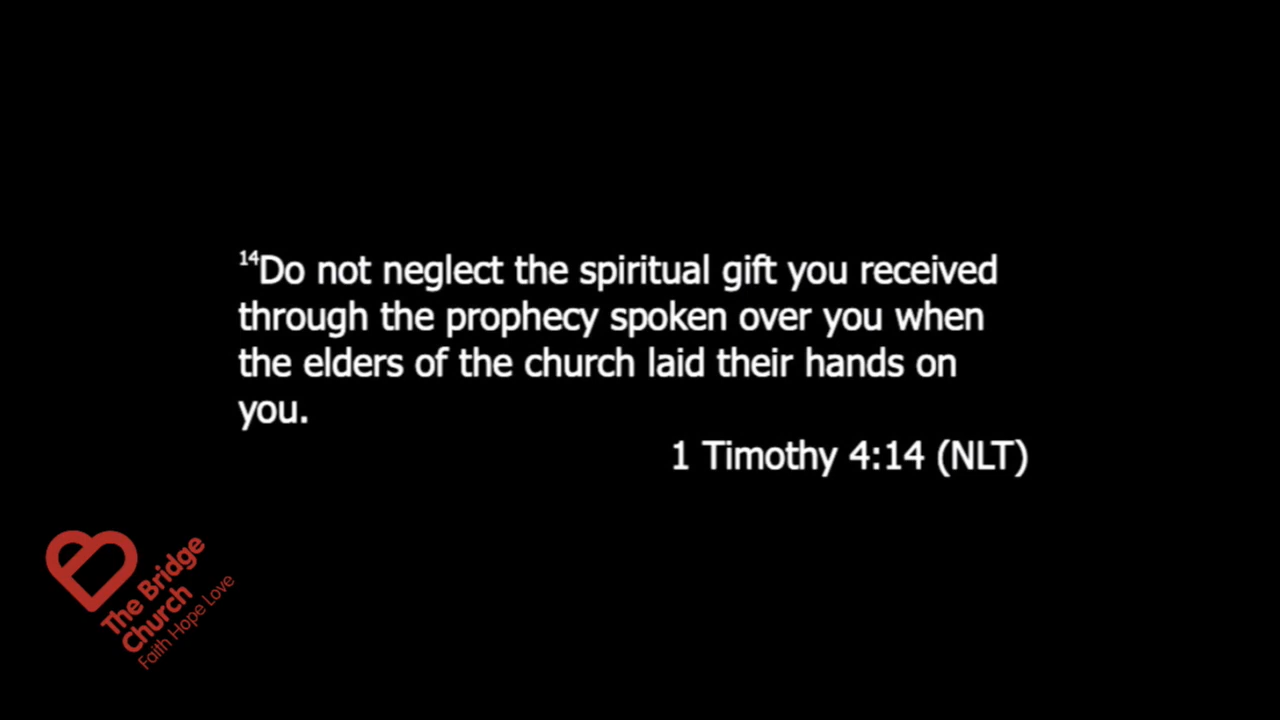 ¹⁴Do not neglect the spiritual gift you received
through the prophecy spoken over you when
the elders of the church laid their hands on
you.
1 Timothy 4:14 (NLT)
The Bridge
Church
Faith Hope Love